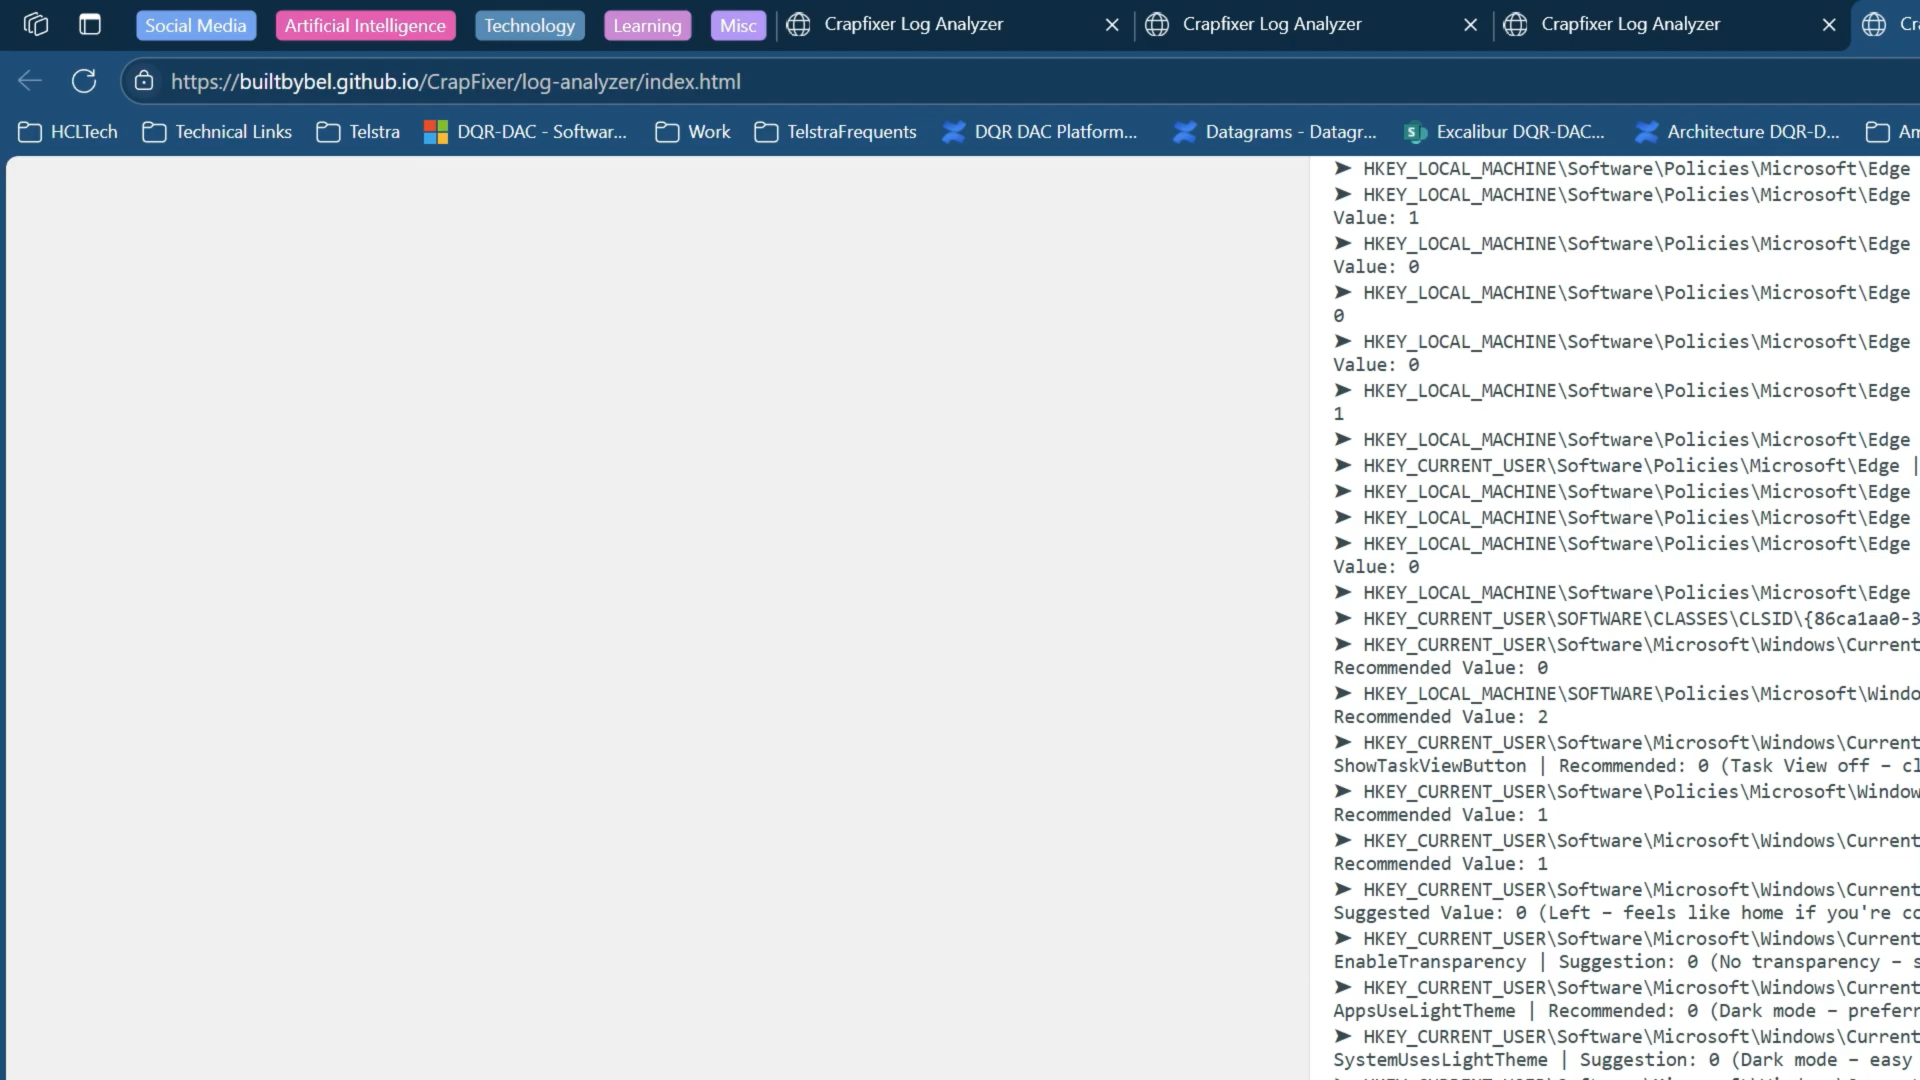 Social Media
Artificial Intelligence
Technology
Learning
Misc
Crapfixer Log Analyzer
Crapfixer Log Analyzer
Crapfixer Log Analyzer
https://builtbybel.github.io/CrapFixer/log-analyzer/index.html
HCLTech
Technical Links
Telstra
DQR-DAC - Softwar...
Work
TelstraFrequents
DQR DAC Platform...
Datagrams - Datagr...
Excalibur DQR-DAC...
Architecture DQR-D...
➤ HKEY_LOCAL_MACHINE\Software\Policies\Microsoft\Edge
➤ HKEY_LOCAL_MACHINE\Software\Policies\Microsoft\Edge
Value: 1
➤ HKEY_LOCAL_MACHINE\Software\Policies\Microsoft\Edge
Value: 0
➤ HKEY_LOCAL_MACHINE\Software\Policies\Microsoft\Edge
0
➤ HKEY_LOCAL_MACHINE\Software\Policies\Microsoft\Edge
Value: 0
➤ HKEY_LOCAL_MACHINE\Software\Policies\Microsoft\Edge
1
➤ HKEY_LOCAL_MACHINE\Software\Policies\Microsoft\Edge
➤ HKEY_CURRENT_USER\Software\Policies\Microsoft\Edge |
➤ HKEY_LOCAL_MACHINE\Software\Policies\Microsoft\Edge
➤ HKEY_LOCAL_MACHINE\Software\Policies\Microsoft\Edge
➤ HKEY_LOCAL_MACHINE\Software\Policies\Microsoft\Edge
Value: 0
➤ HKEY_LOCAL_MACHINE\Software\Policies\Microsoft\Edge
➤ HKEY_CURRENT_USER\SOFTWARE\CLASSES\CLSID\{86ca1aa0-3
➤ HKEY_CURRENT_USER\Software\Microsoft\Windows\Current
Recommended Value: 0
➤ HKEY_LOCAL_MACHINE\SOFTWARE\Policies\Microsoft\Windo
Recommended Value: 2
➤ HKEY_CURRENT_USER\Software\Microsoft\Windows\Current
ShowTaskViewButton | Recommended: 0 (Task View off – cl
➤ HKEY_CURRENT_USER\Software\Policies\Microsoft\Window
Recommended Value: 1
➤ HKEY_CURRENT_USER\Software\Microsoft\Windows\Current
Recommended Value: 1
➤ HKEY_CURRENT_USER\Software\Microsoft\Windows\Current
Suggested Value: 0 (Left – feels like home if you're co
➤ HKEY_CURRENT_USER\Software\Microsoft\Windows\Current
EnableTransparency | Suggestion: 0 (No transparency – s
➤ HKEY_CURRENT_USER\Software\Microsoft\Windows\Current
AppsUseLightTheme | Recommended: 0 (Dark mode – preferr
➤ HKEY_CURRENT_USER\Software\Microsoft\Windows\Current
SystemUsesLightTheme | Suggestion: 0 (Dark mode – easy